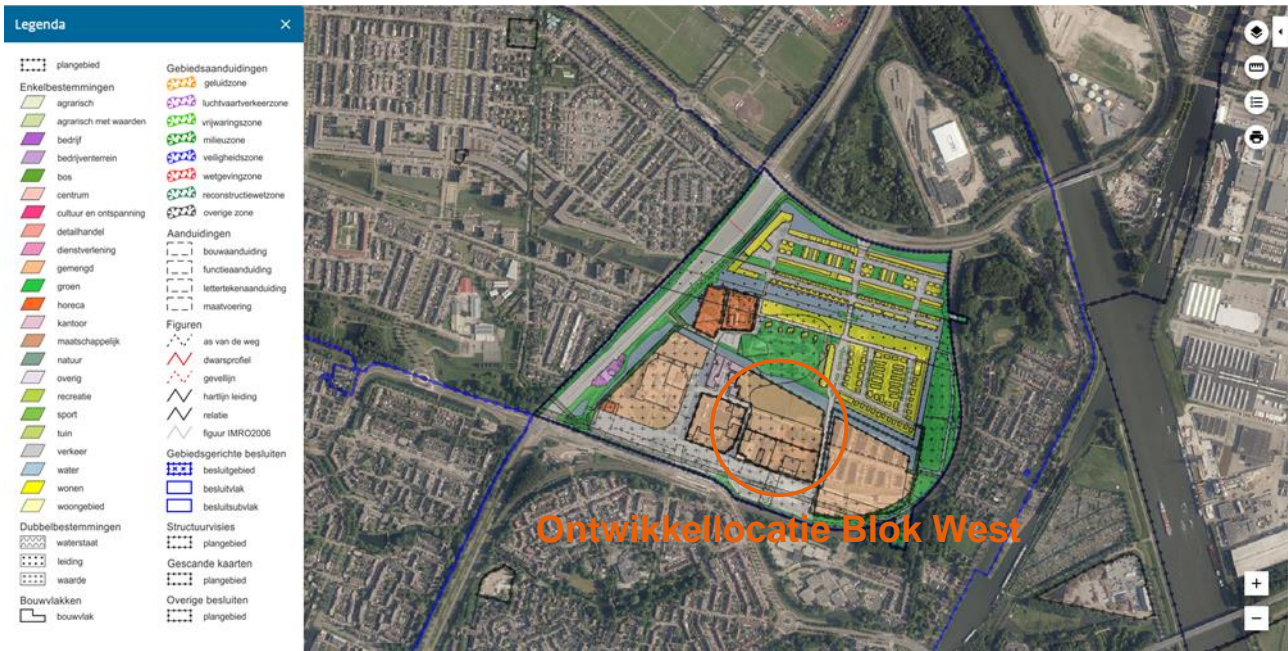 Legenda
plangebied
Enkelbestemmingen
agrarisch
agrarisch met waarden
bedrijf
bedrijventerrein
bos
centrum
cultuur en ontspanning
detailhandel
dienstverlening
gemengd
groen
horeca
kantoor
maatschappelijk
natuur
overig
recreatie
sport
tuin
verkeer
water
wonen
woongebied
Dubbelbestemmingen
waterstaat
leiding
waarde
Bouwvlakken
bouwvlak
Gebiedsaanduidingen
geluidzone
luchtvaartverkeerzone
vrijwaringszone
milieuzone
veiligheidszone
wetgevingzone
reconstructiewetzone
overige zone
Aanduidingen
bouwaanduiding
functieaanduiding
lettertekenaanduiding
maatvoering
Figuren
as van de weg
dwarsprofiel
gevellijn
hartlijn leiding
relatie
figuur IMRO2006
Gebiedsgerichte besluiten
besluitgebied
besluitvlak
besluitsubvlak
Structuurvisies
plangebied
Gescande kaarten
plangebied
Overige besluiten
plangebied
Ontwikkellocatie Blok West